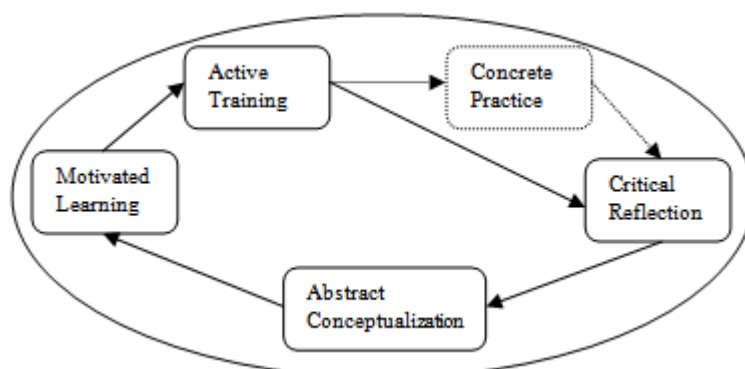 Active
Training
Concrete
Practice
Motivated
Learning
Critical
Reflection
Abstract
Conceptualization